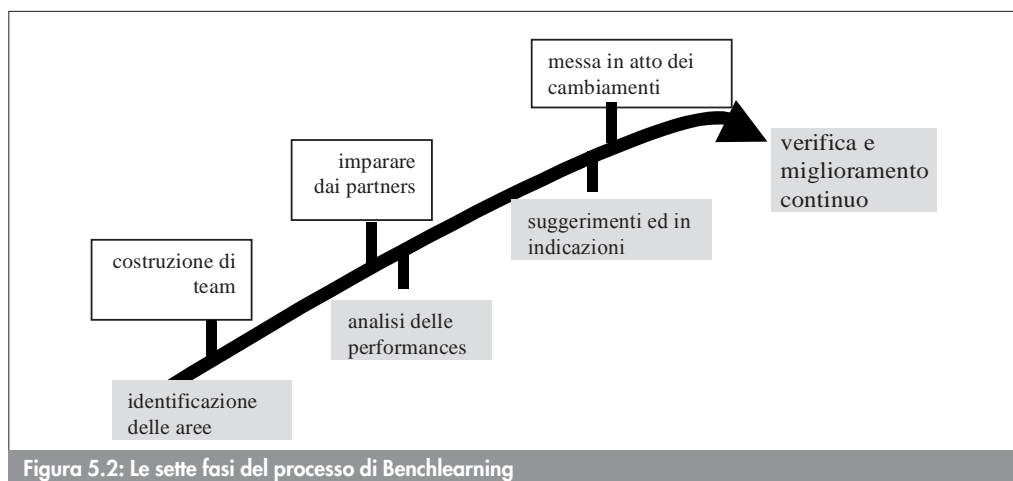 messa in atto dei
cambiamenti
verifica e
miglioramento
continuo
imparare
dai partners
suggerimenti ed in
indicazioni
costruzione di
team
analisi delle
performances
identificazione
delle aree
Figura 5.2: Le sette fasi del processo di Benchlearning